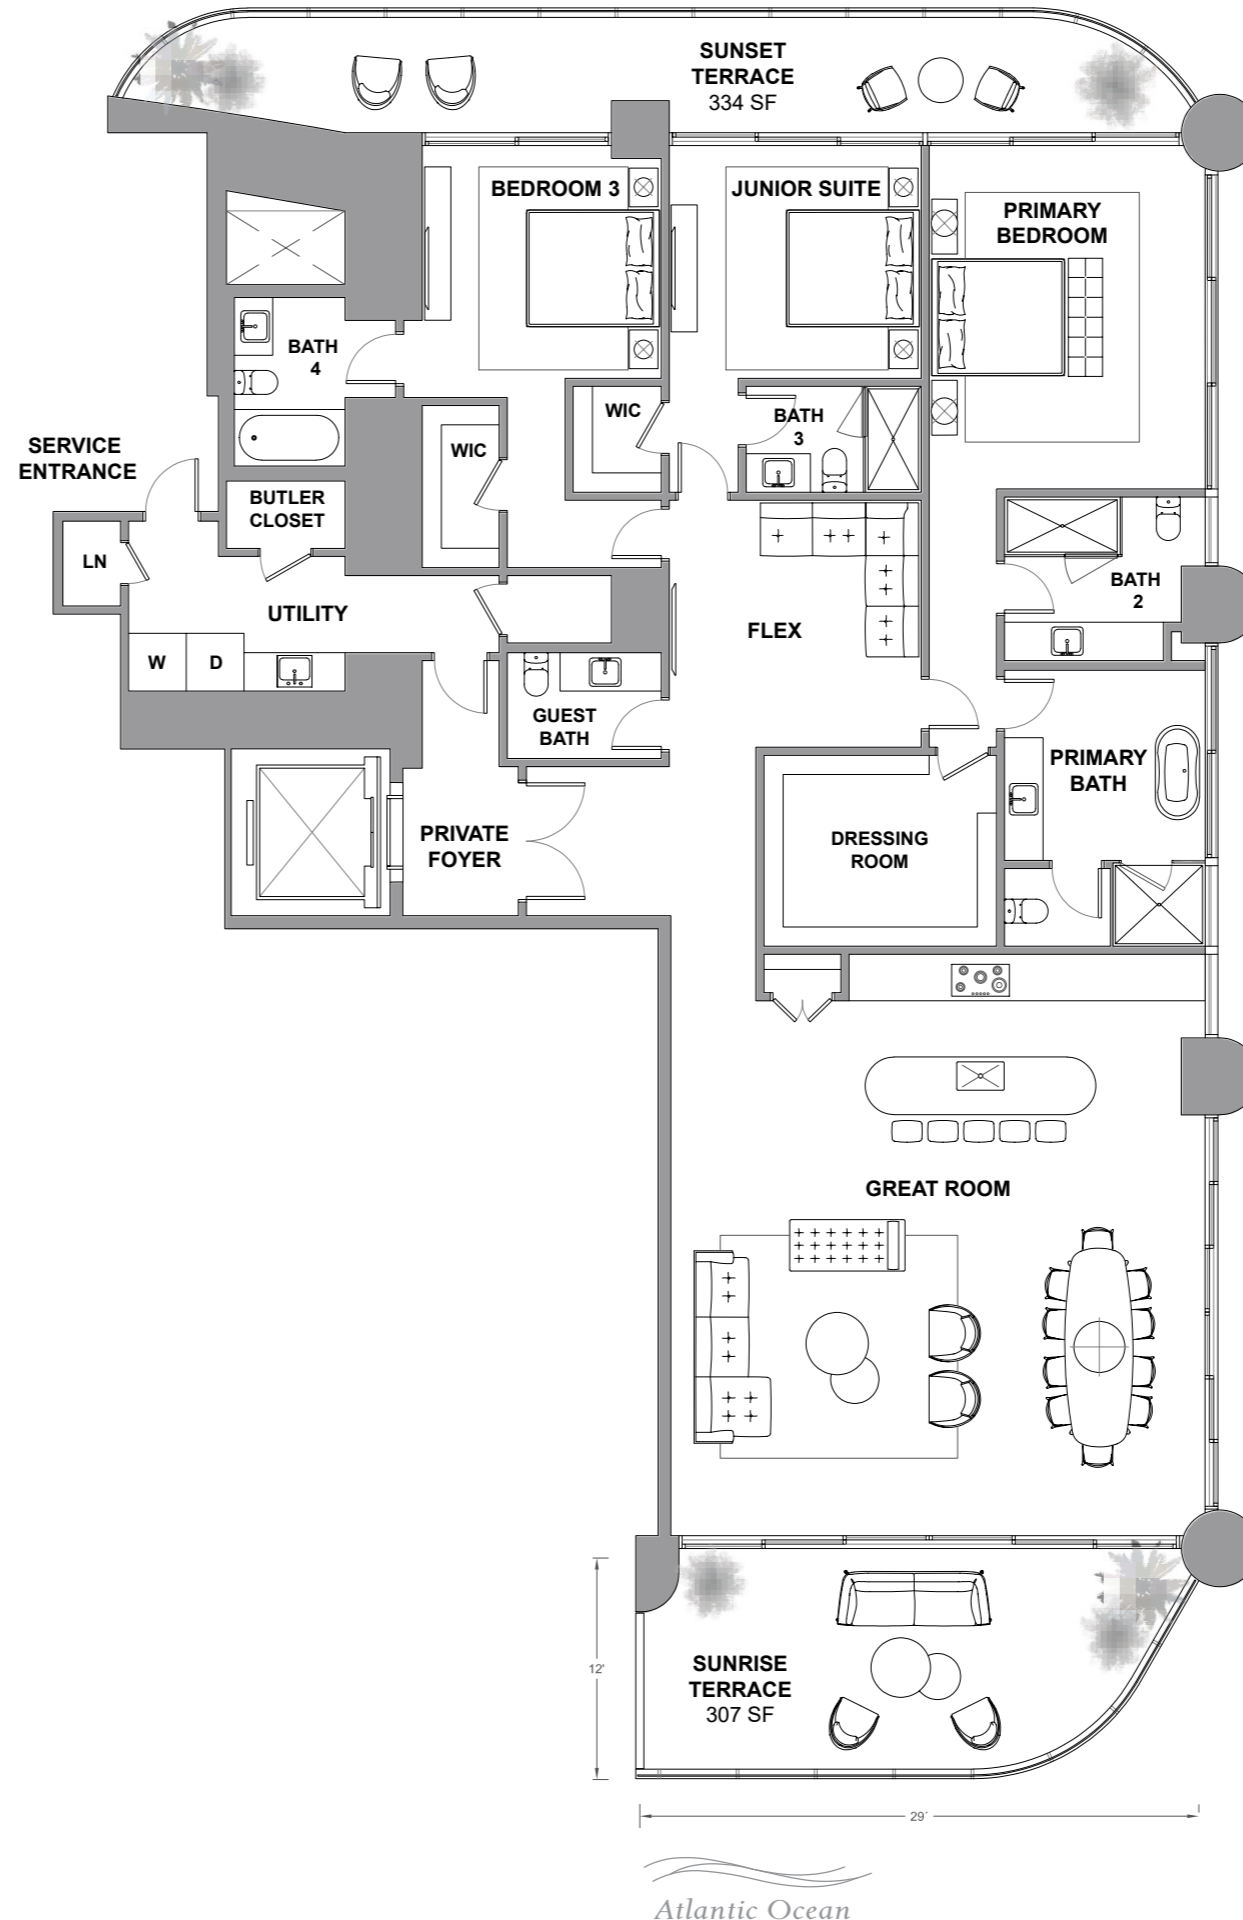 SUNSET
TERRACE
334 SF
BEDROOM 3
JUNIOR SUITE
PRIMARY
BEDROOM
BATH
4
WIC
BATH
3
WIC
SERVICE
ENTRANCE
BUTLER
CLOSET
LN
BATH
2
UTILITY
FLEX
W
D
GUEST
BATH
PRIMARY
BATH
PRIVATE
FOYER
DRESSING
ROOM
GREAT ROOM
12'
SUNRISE
TERRACE
307 SF
29'
Atlantic Ocean